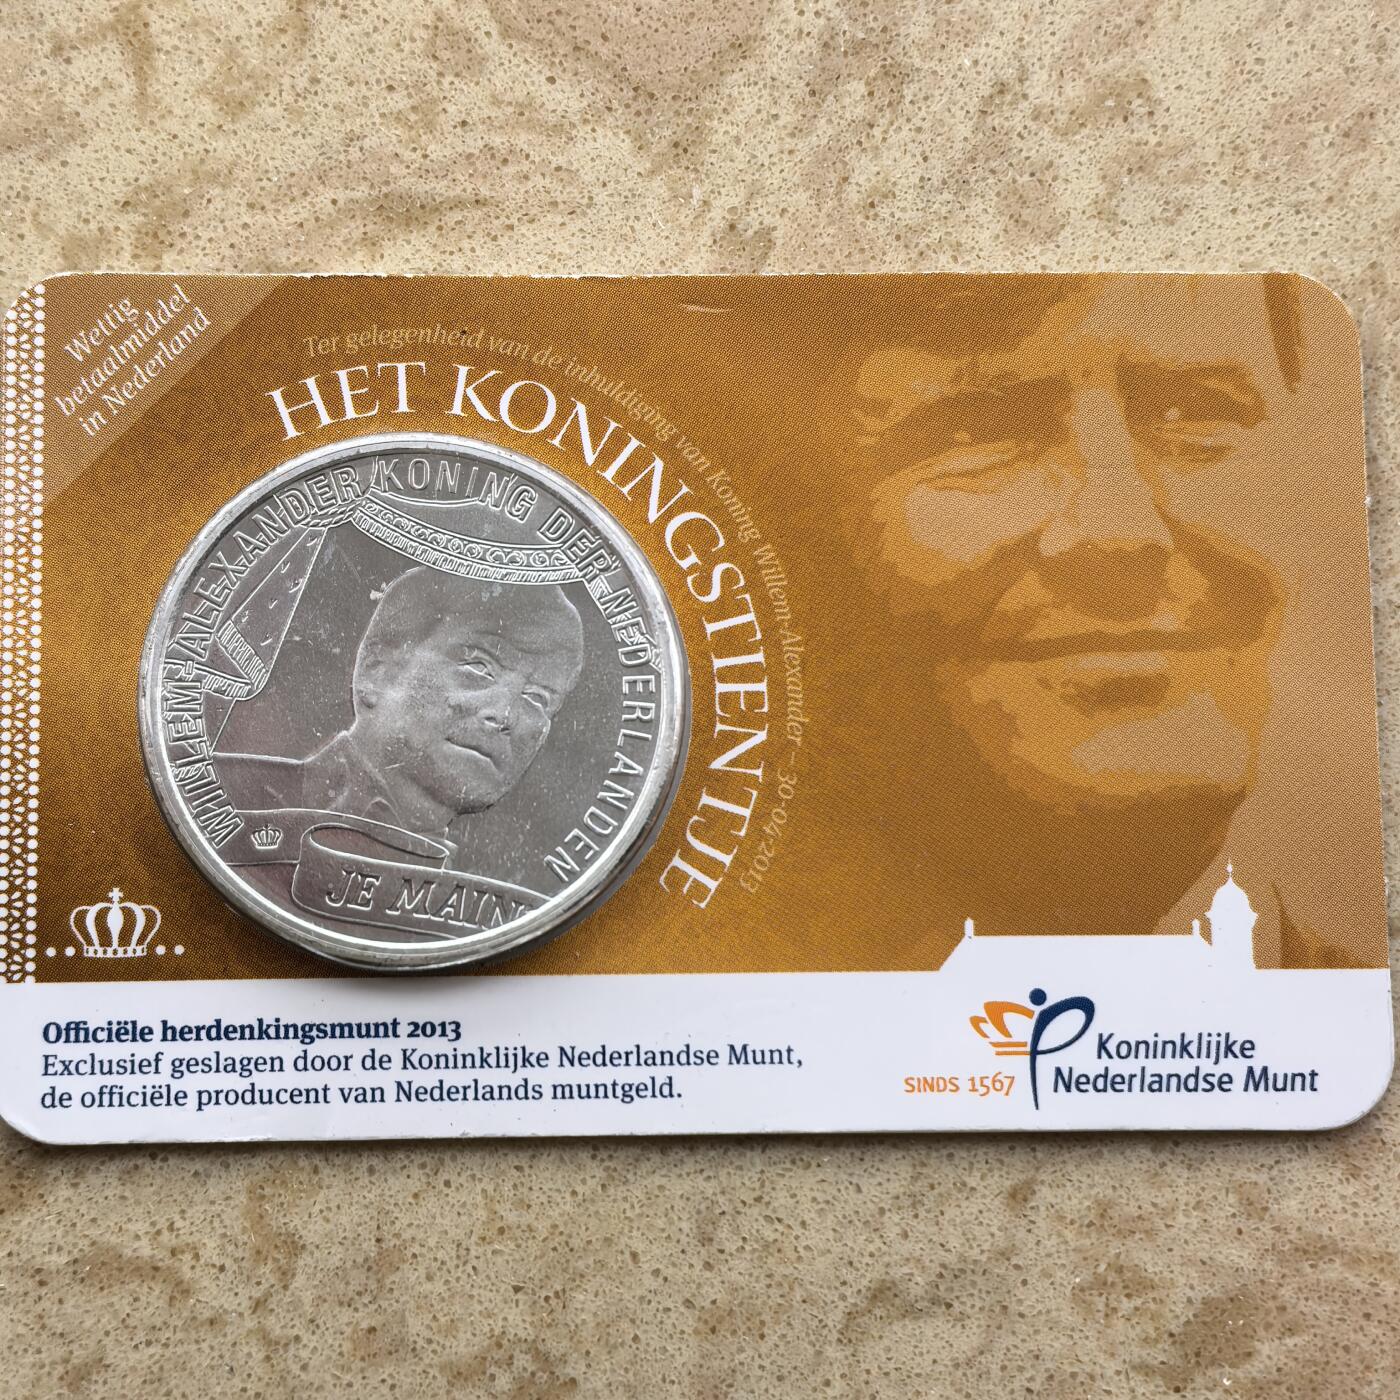 Wettig
betaalmiddel
in Nederland
Ter gelegenheid van de inhuldiging van Koning Willem-Alexander – 30-04-2013
HET KONINGSTIENTJE
WILLEM-ALEXANDER KONING DER NEDERLANDEN
JE MAIN
Officiële herdenkingsmunt 2013
Exclusief geslagen door de Koninklijke Nederlandse Munt,
de officiële producent van Nederlands muntgeld.
SINDS 1567
Koninklijke
Nederlandse Munt